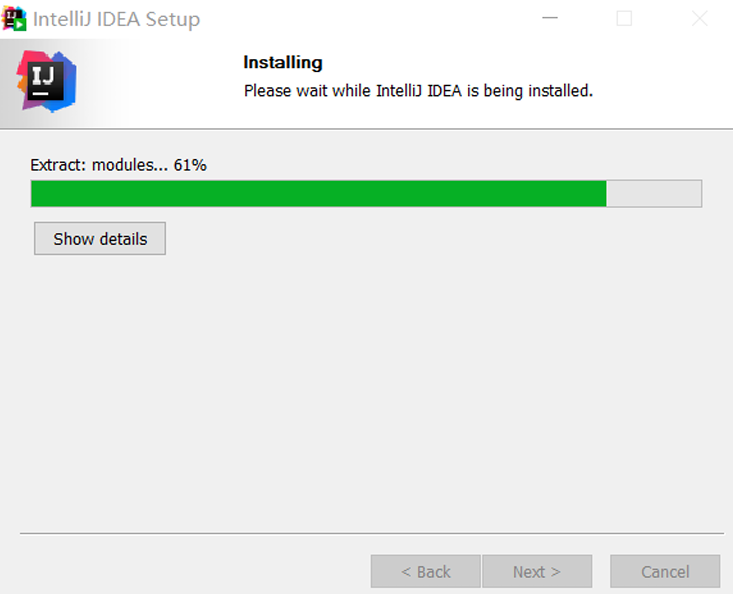 IntelliJ IDEA Setup
Installing
IJ
Please wait while IntelliJ IDEA is being installed.
Extract: modules... 61%
Show details
< Back
Next >
Cancel